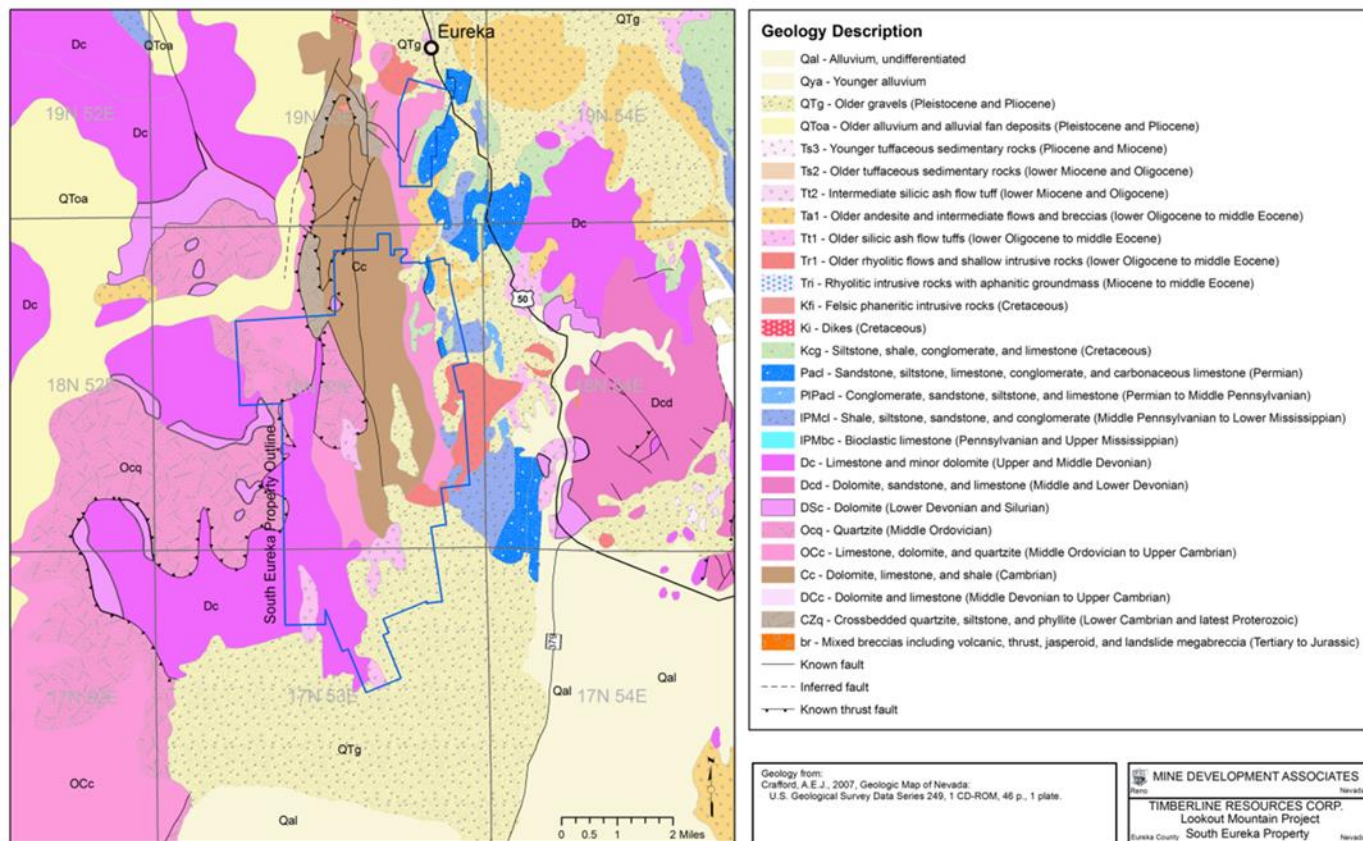 Eureka
QTg
QTg
Dc
QToa
19N 52E
Dc
19N
19N 54E
QToa
Dc
Cc
50
Dc
18N 52E
18N 54E
Dcd
Ocq
South Eureka Property Outline
Dc
379
17N 53E
Qal
Qal
17N 54E
QTg
OCc
Qal
0 0.5 1 2 Miles
Geology Description
Qal - Alluvium, undifferentiated
Qya - Younger alluvium
QTg - Older gravels (Pleistocene and Pliocene)
QToa - Older alluvium and alluvial fan deposits (Pleistocene and Pliocene)
Ts3 - Younger tuffaceous sedimentary rocks (Pliocene and Miocene)
Ts2 - Older tuffaceous sedimentary rocks (lower Miocene and Oligocene)
Tt2 - Intermediate silicic ash flow tuff (lower Miocene and Oligocene)
Ta1 - Older andesite and intermediate flows and breccias (lower Oligocene to middle Eocene)
Tt1 - Older silicic ash flow tuffs (lower Oligocene to middle Eocene)
Tr1 - Older rhyolitic flows and shallow intrusive rocks (lower Oligocene to middle Eocene)
Tri - Rhyolitic intrusive rocks with aphanitic groundmass (Miocene to middle Eocene)
Kfi - Felsic phaneritic intrusive rocks (Cretaceous)
Ki - Dikes (Cretaceous)
Kcg - Siltstone, shale, conglomerate, and limestone (Cretaceous)
Pacl - Sandstone, siltstone, limestone, conglomerate, and carbonaceous limestone (Permian)
PIPacl - Conglomerate, sandstone, siltstone, and limestone (Permian to Middle Pennsylvanian)
IPMcl - Shale, siltstone, sandstone, and conglomerate (Middle Pennsylvanian to Lower Mississippian)
IPMbc - Bioclastic limestone (Pennsylvanian and Upper Mississippian)
Dc - Limestone and minor dolomite (Upper and Middle Devonian)
Dcd - Dolomite, sandstone, and limestone (Middle and Lower Devonian)
DSc - Dolomite (Lower Devonian and Silurian)
Ocq - Quartzite (Middle Ordovician)
OCc - Limestone, dolomite, and quartzite (Middle Ordovician to Upper Cambrian)
Cc - Dolomite, limestone, and shale (Cambrian)
DCc - Dolomite and limestone (Middle Devonian to Upper Cambrian)
CZq - Crossbedded quartzite, siltstone, and phyllite (Lower Cambrian and latest Proterozoic)
br - Mixed breccias including volcanic, thrust, jasperoid, and landslide megabreccia (Tertiary to Jurassic)
Known fault
Inferred fault
Known thrust fault
Geology from:
Crafford, A.E.J., 2007, Geologic Map of Nevada:
U.S. Geological Survey Data Series 249, 1 CD-ROM, 46 p., 1 plate.
MINE DEVELOPMENT ASSOCIATES
Reno Nevada
TIMBERLINE RESOURCES CORP.
Lookout Mountain Project
Eureka County South Eureka Property Nevada